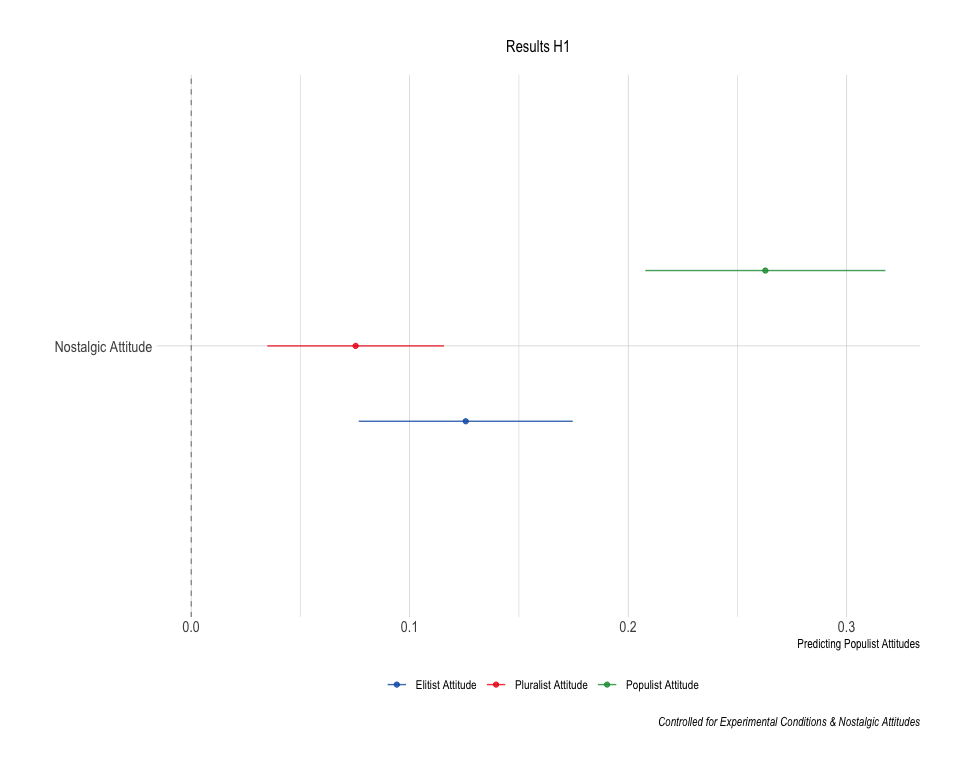 Results H1
Nostalgic Attitude
0.0 0.1 0.2 0.3
Predicting Populist Attitudes
Elitist Attitude Pluralist Attitude Populist Attitude
Controlled for Experimental Conditions & Nostalgic Attitudes